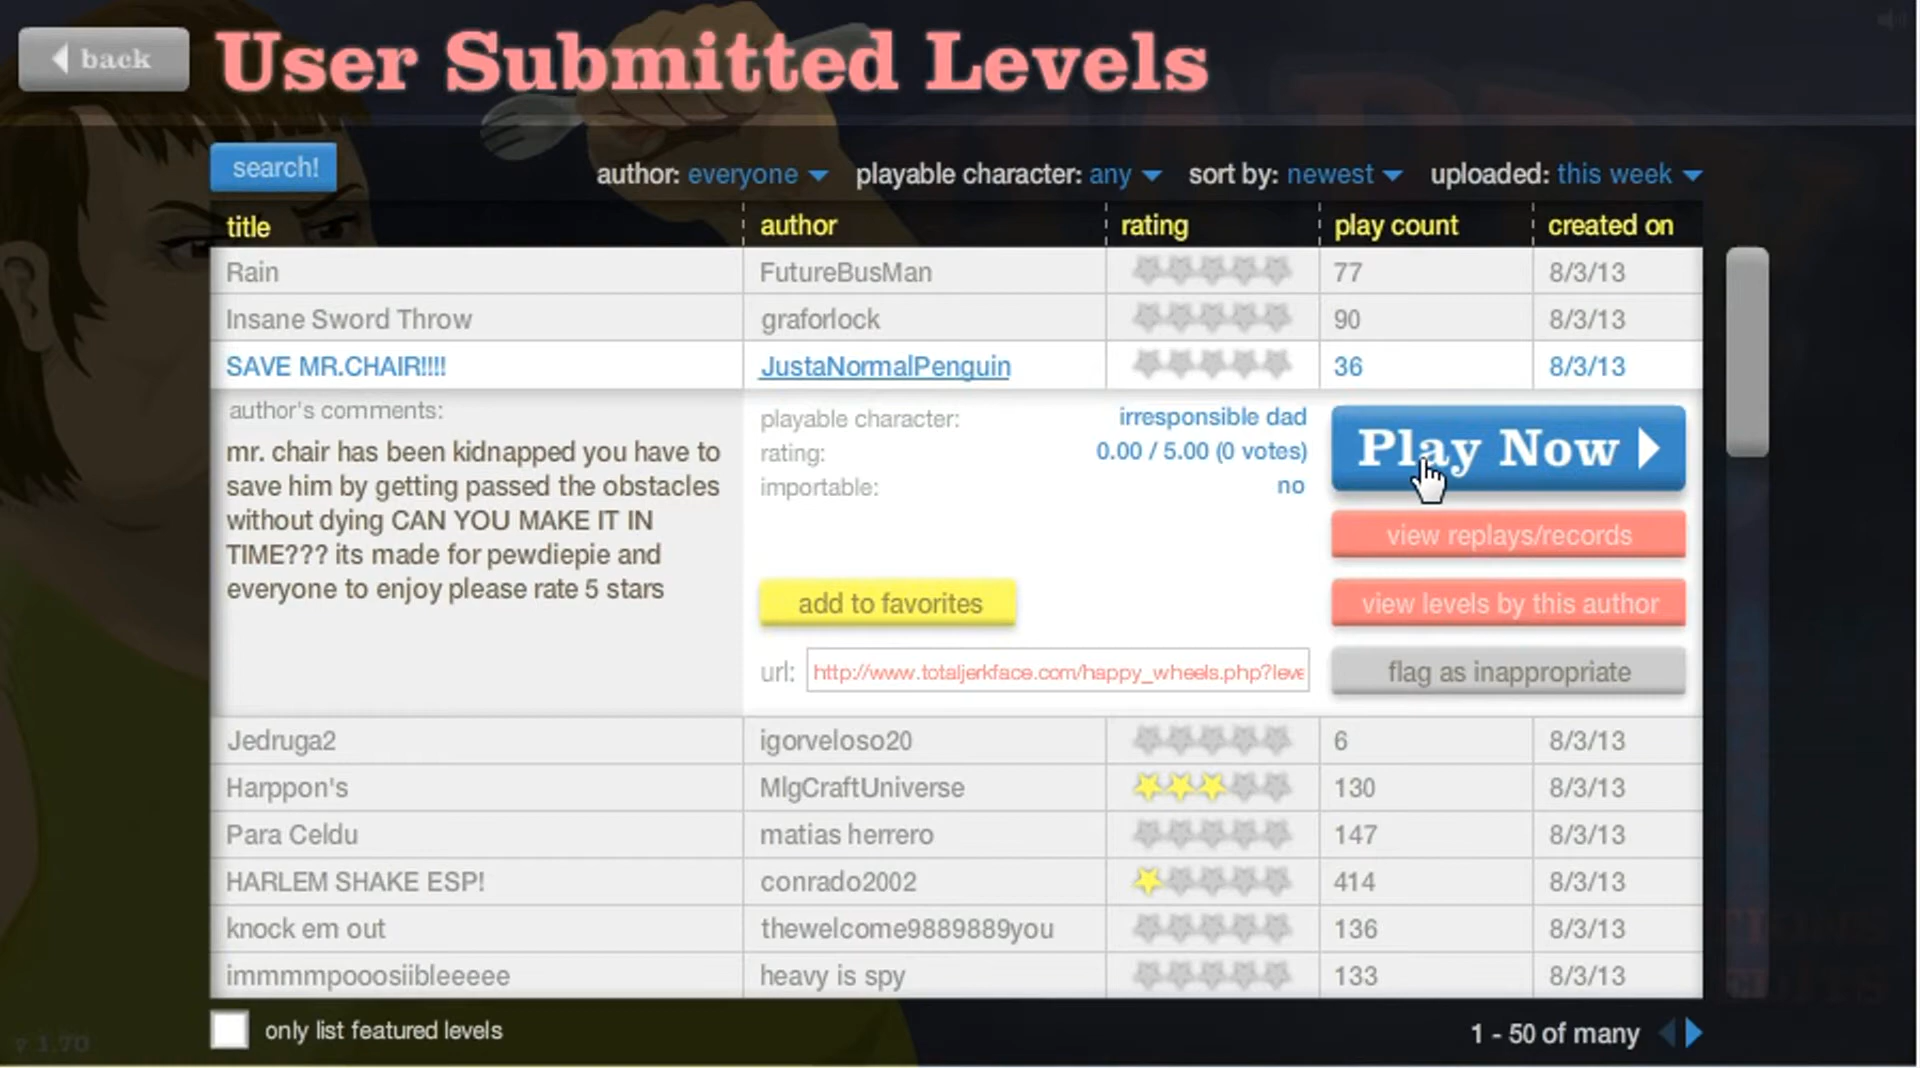 back
User Submitted Levels
search!
author: everyone
playable character: any
sort by: newest
uploaded: this week
title author rating play count created on
Rain FutureBusMan 77 8/3/13
Insane Sword Throw graforlock 90 8/3/13
SAVE MR.CHAIR!!!! JustaNormalPenguin 36 8/3/13
author's comments:
mr. chair has been kidnapped you have to
save him by getting passed the obstacles
without dying CAN YOU MAKE IT IN
TIME??? its made for pewdiepie and
everyone to enjoy please rate 5 stars
playable character: irresponsible dad
rating: 0.00 / 5.00 (0 votes)
importable: no
add to favorites
url: http://www.totaljerkface.com/happy_wheels.php?leve
Play Now
view replays/records
view levels by this author
flag as inappropriate
Jedruga2 igorveloso20 6 8/3/13
Harppon's MlgCraftUniverse 130 8/3/13
Para Celdu matias herrero 147 8/3/13
HARLEM SHAKE ESP! conrado2002 414 8/3/13
knock em out thewelcome9889889you 136 8/3/13
immmmpooosiibleeeee heavy is spy 133 8/3/13
only list featured levels
1 - 50 of many
v 1.70